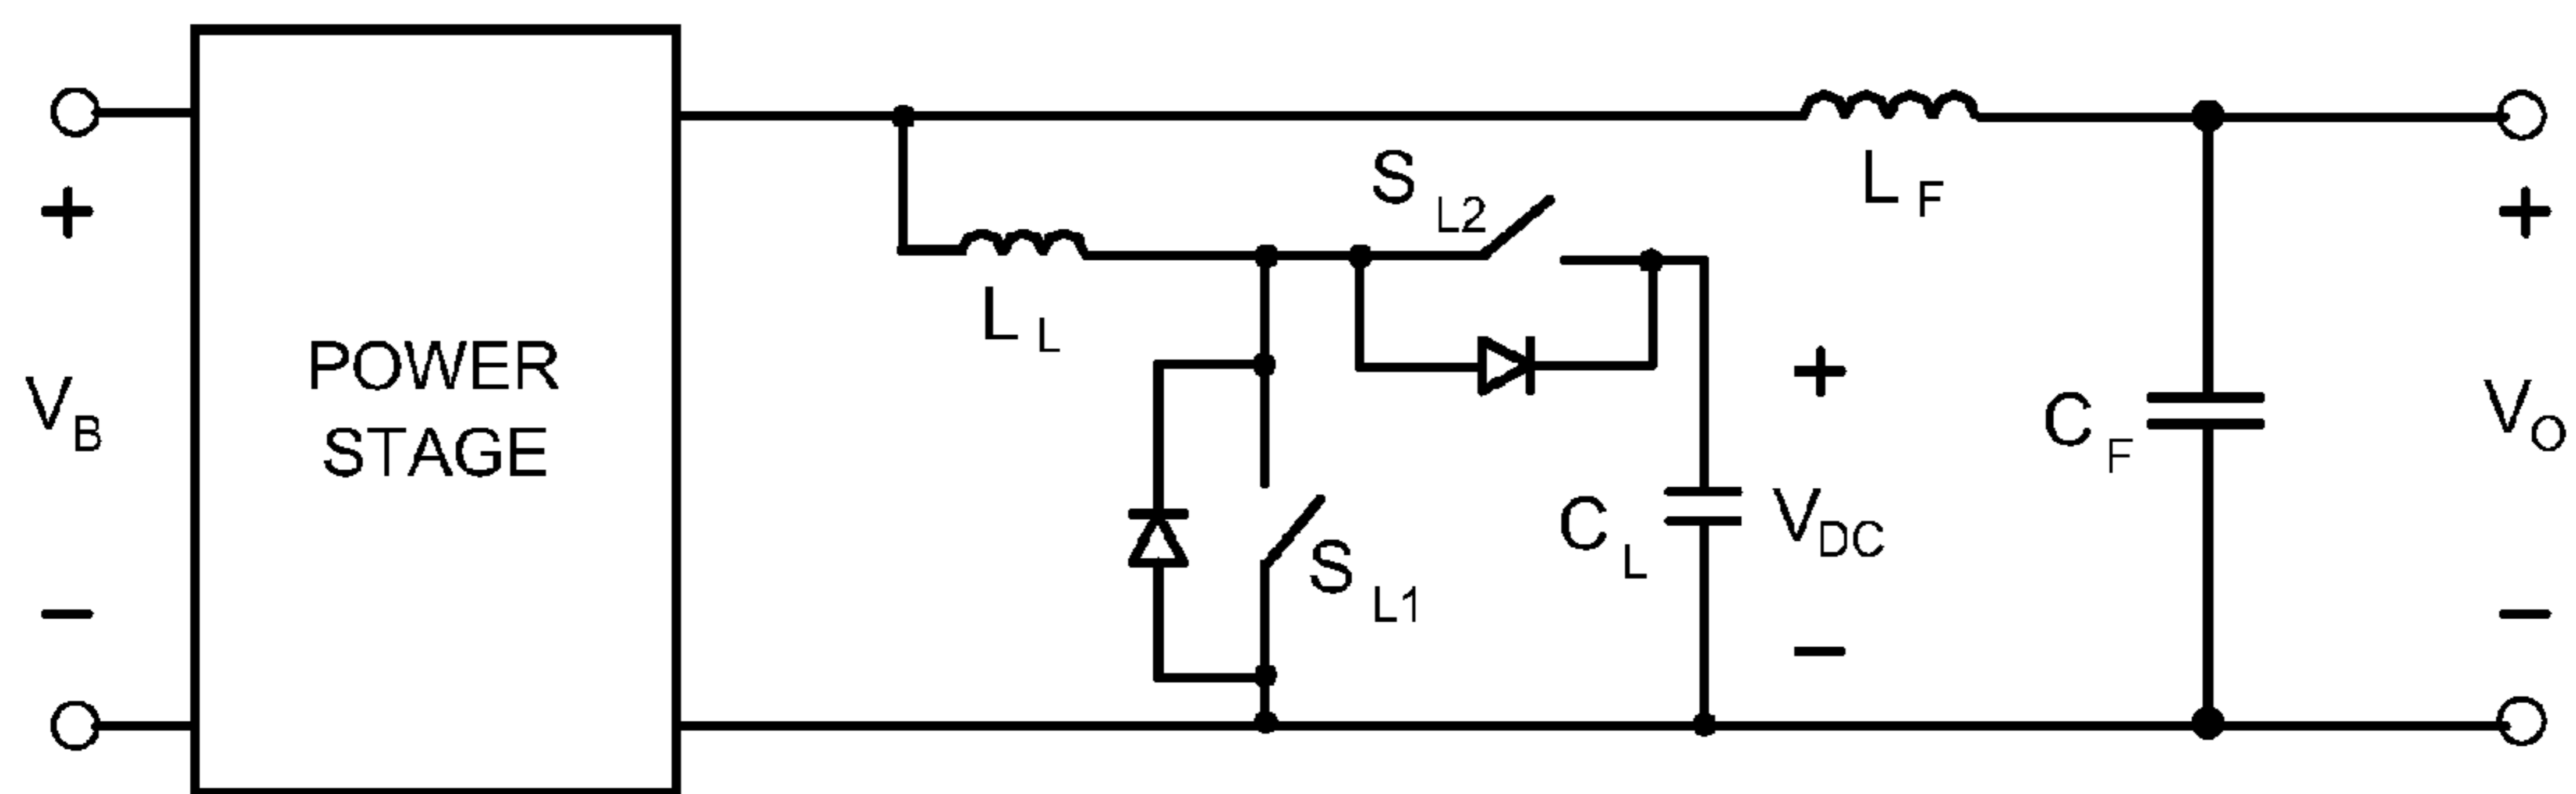 +
V_B
−
POWER
STAGE
L_L
S_L2
L_F
S_L1
C_L
+
V_DC
−
C_F
+
V_O
−